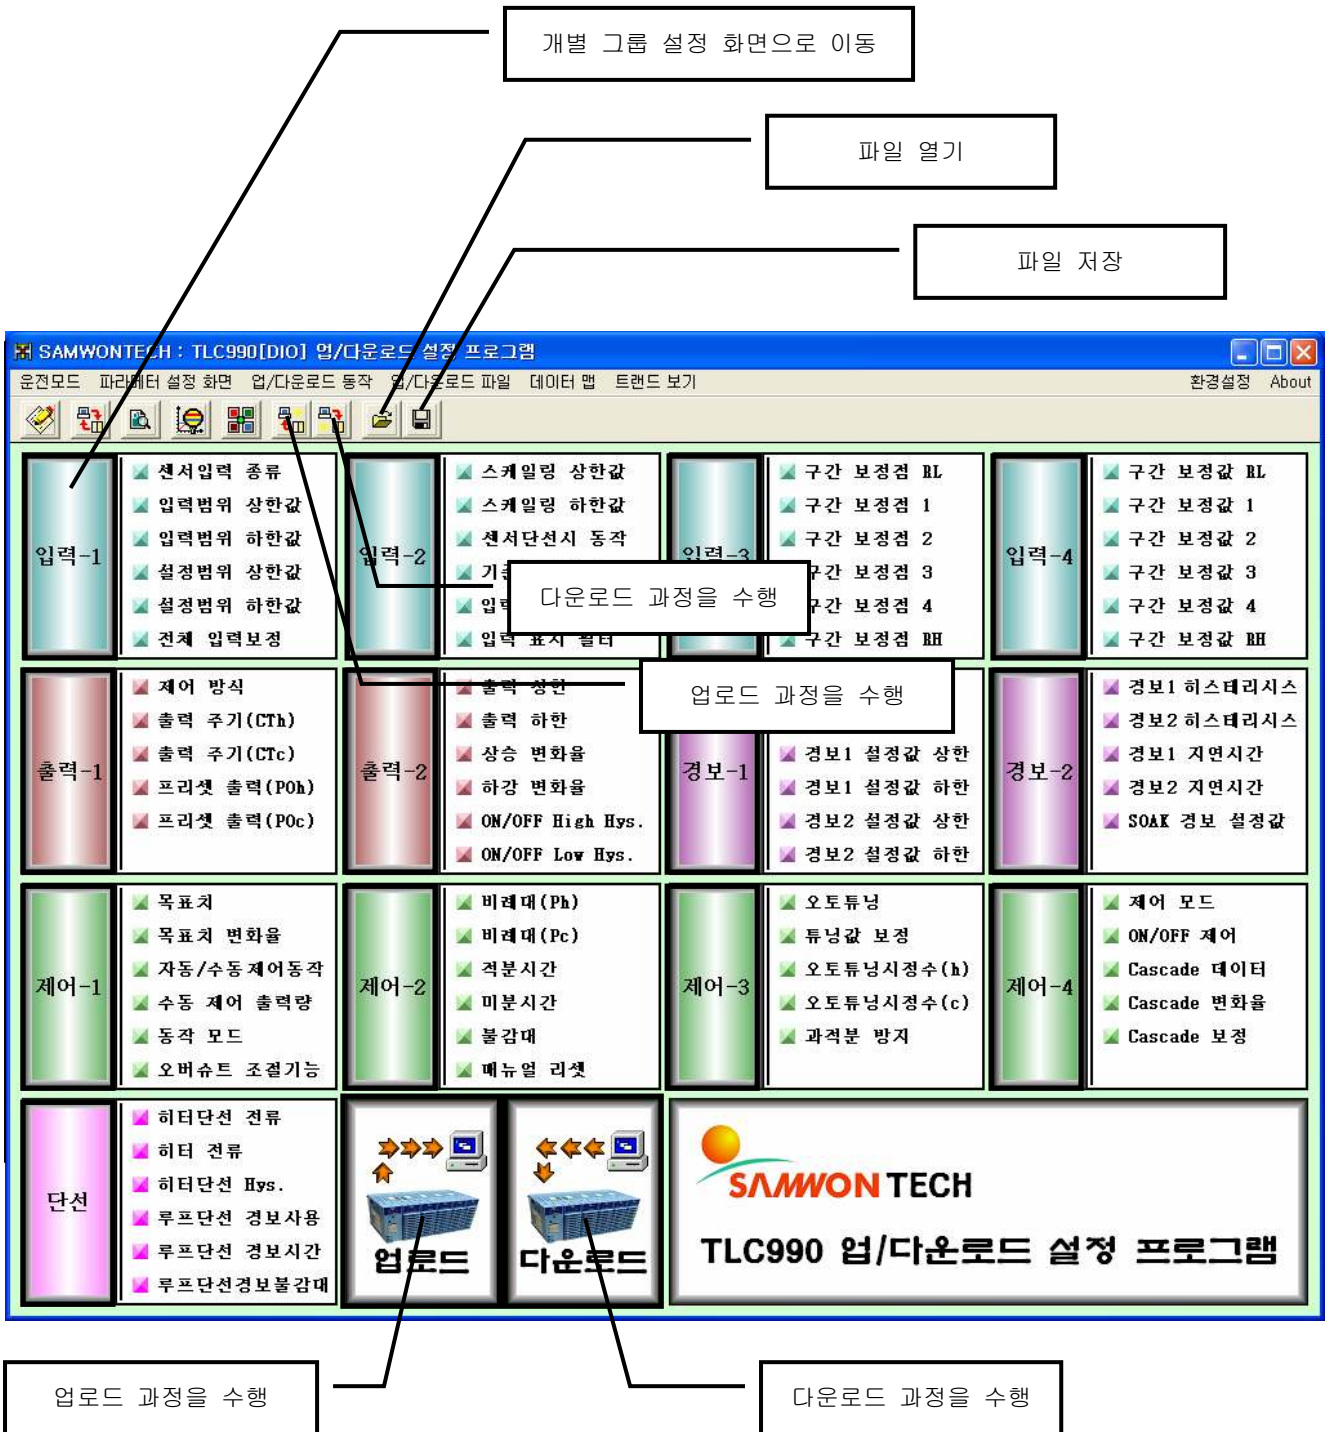 개별 그룹 설정 화면으로 이동
파일 열기
파일 저장
SAMWONTECH : TLC990[DIO] 업/다운로드 설정 프로그램
운전모드 파라메터 설정 화면 업/다운로드 동작 업/다운로드 파일 데이터 맵 트랜드 보기 환경설정 About
입력-1
센서입력 종류
입력범위 상한값
입력범위 하한값
설정범위 상한값
설정범위 하한값
전체 입력보정
입력-2
스케일링 상한값
스케일링 하한값
센서단선시 동작
입력 표시 필터
입력-3
구간 보정점 RL
구간 보정점 1
구간 보정점 2
구간 보정점 3
구간 보정점 4
구간 보정점 RH
입력-4
구간 보정값 RL
구간 보정값 1
구간 보정값 2
구간 보정값 3
구간 보정값 4
구간 보정값 RH
다운로드 과정을 수행
업로드 과정을 수행
출력-1
제어 방식
출력 주기(CTh)
출력 주기(CTc)
프리셋 출력(POh)
프리셋 출력(POc)
출력-2
출력 상한
출력 하한
상승 변화율
하강 변화율
ON/OFF High Hys.
ON/OFF Low Hys.
경보-1
경보1 설정값 상한
경보1 설정값 하한
경보2 설정값 상한
경보2 설정값 하한
경보-2
경보1 히스테리시스
경보2 히스테리시스
경보1 지연시간
경보2 지연시간
SOAK 경보 설정값
제어-1
목표치
목표치 변화율
자동/수동제어동작
수동 제어 출력량
동작 모드
오버슈트 조절기능
제어-2
비례대(Ph)
비례대(Pc)
적분시간
미분시간
불감대
매뉴얼 리셋
제어-3
오토튜닝
튜닝값 보정
오토튜닝시정수(h)
오토튜닝시정수(c)
과적분 방지
제어-4
제어 모드
ON/OFF 제어
Cascade 데이터
Cascade 변화율
Cascade 보정
단선
히터단선 전류
히터 전류
히터단선 Hys.
루프단선 경보사용
루프단선 경보시간
루프단선경보불감대
업로드
다운로드
SAMWON TECH
TLC990 업/다운로드 설정 프로그램
업로드 과정을 수행
다운로드 과정을 수행